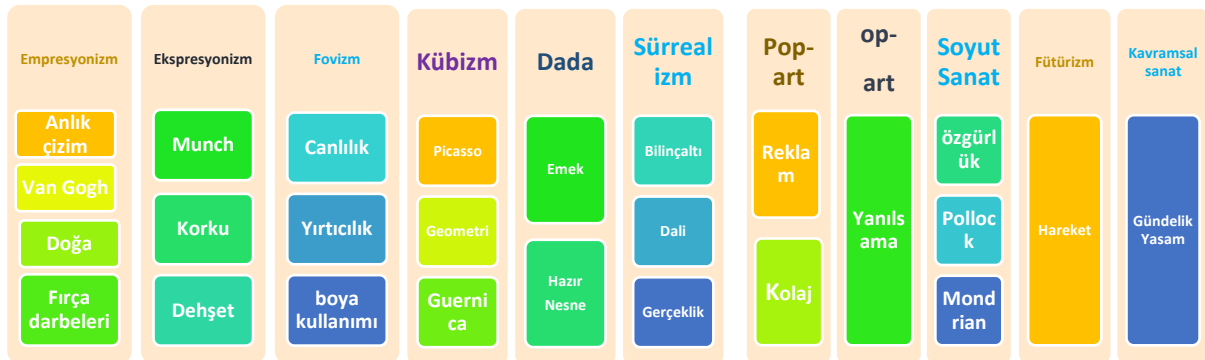 Empresyonizm
Anlık
çizim
Van Gogh
Doğa
Fırça
darbeleri
Ekspresyonizm
Munch
Korku
Dehşet
Fovizm
Canlılık
Yırtıcılık
boya
kullanımı
Kübizm
Picasso
Geometri
Guerni
ca
Dada
Emek
Hazır
Nesne
Sürreal
izm
Bilinçaltı
Dali
Gerçeklik
Pop-
art
Rekla
m
Kolaj
op-
art
Yanıls
ama
Soyut
Sanat
özgür
lük
Polloc
k
Mond
rian
Fütürizm
Hareket
Kavramsal
sanat
Gündelik
Yasam